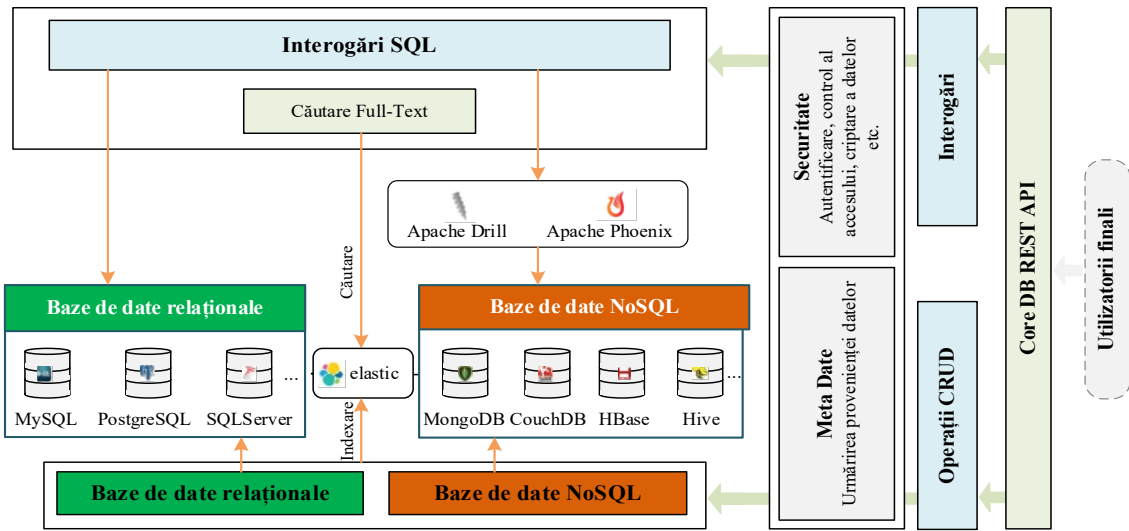 Interogări SQL
Căutare Full-Text
Apache Drill
Apache Phoenix
Căutare
Baze de date relaționale
MySQL
PostgreSQL
SQLServer
...
elastic
Baze de date NoSQL
MongoDB
CouchDB
HBase
Hive
...
Indexare
Baze de date relaționale
Baze de date NoSQL
Securitate
Autentificare, control al
accesului, criptare a datelor
etc.
Meta Date
Urmărirea provenienței datelor
Interogări
Operații CRUD
Core DB REST API
Utilizatorii finali